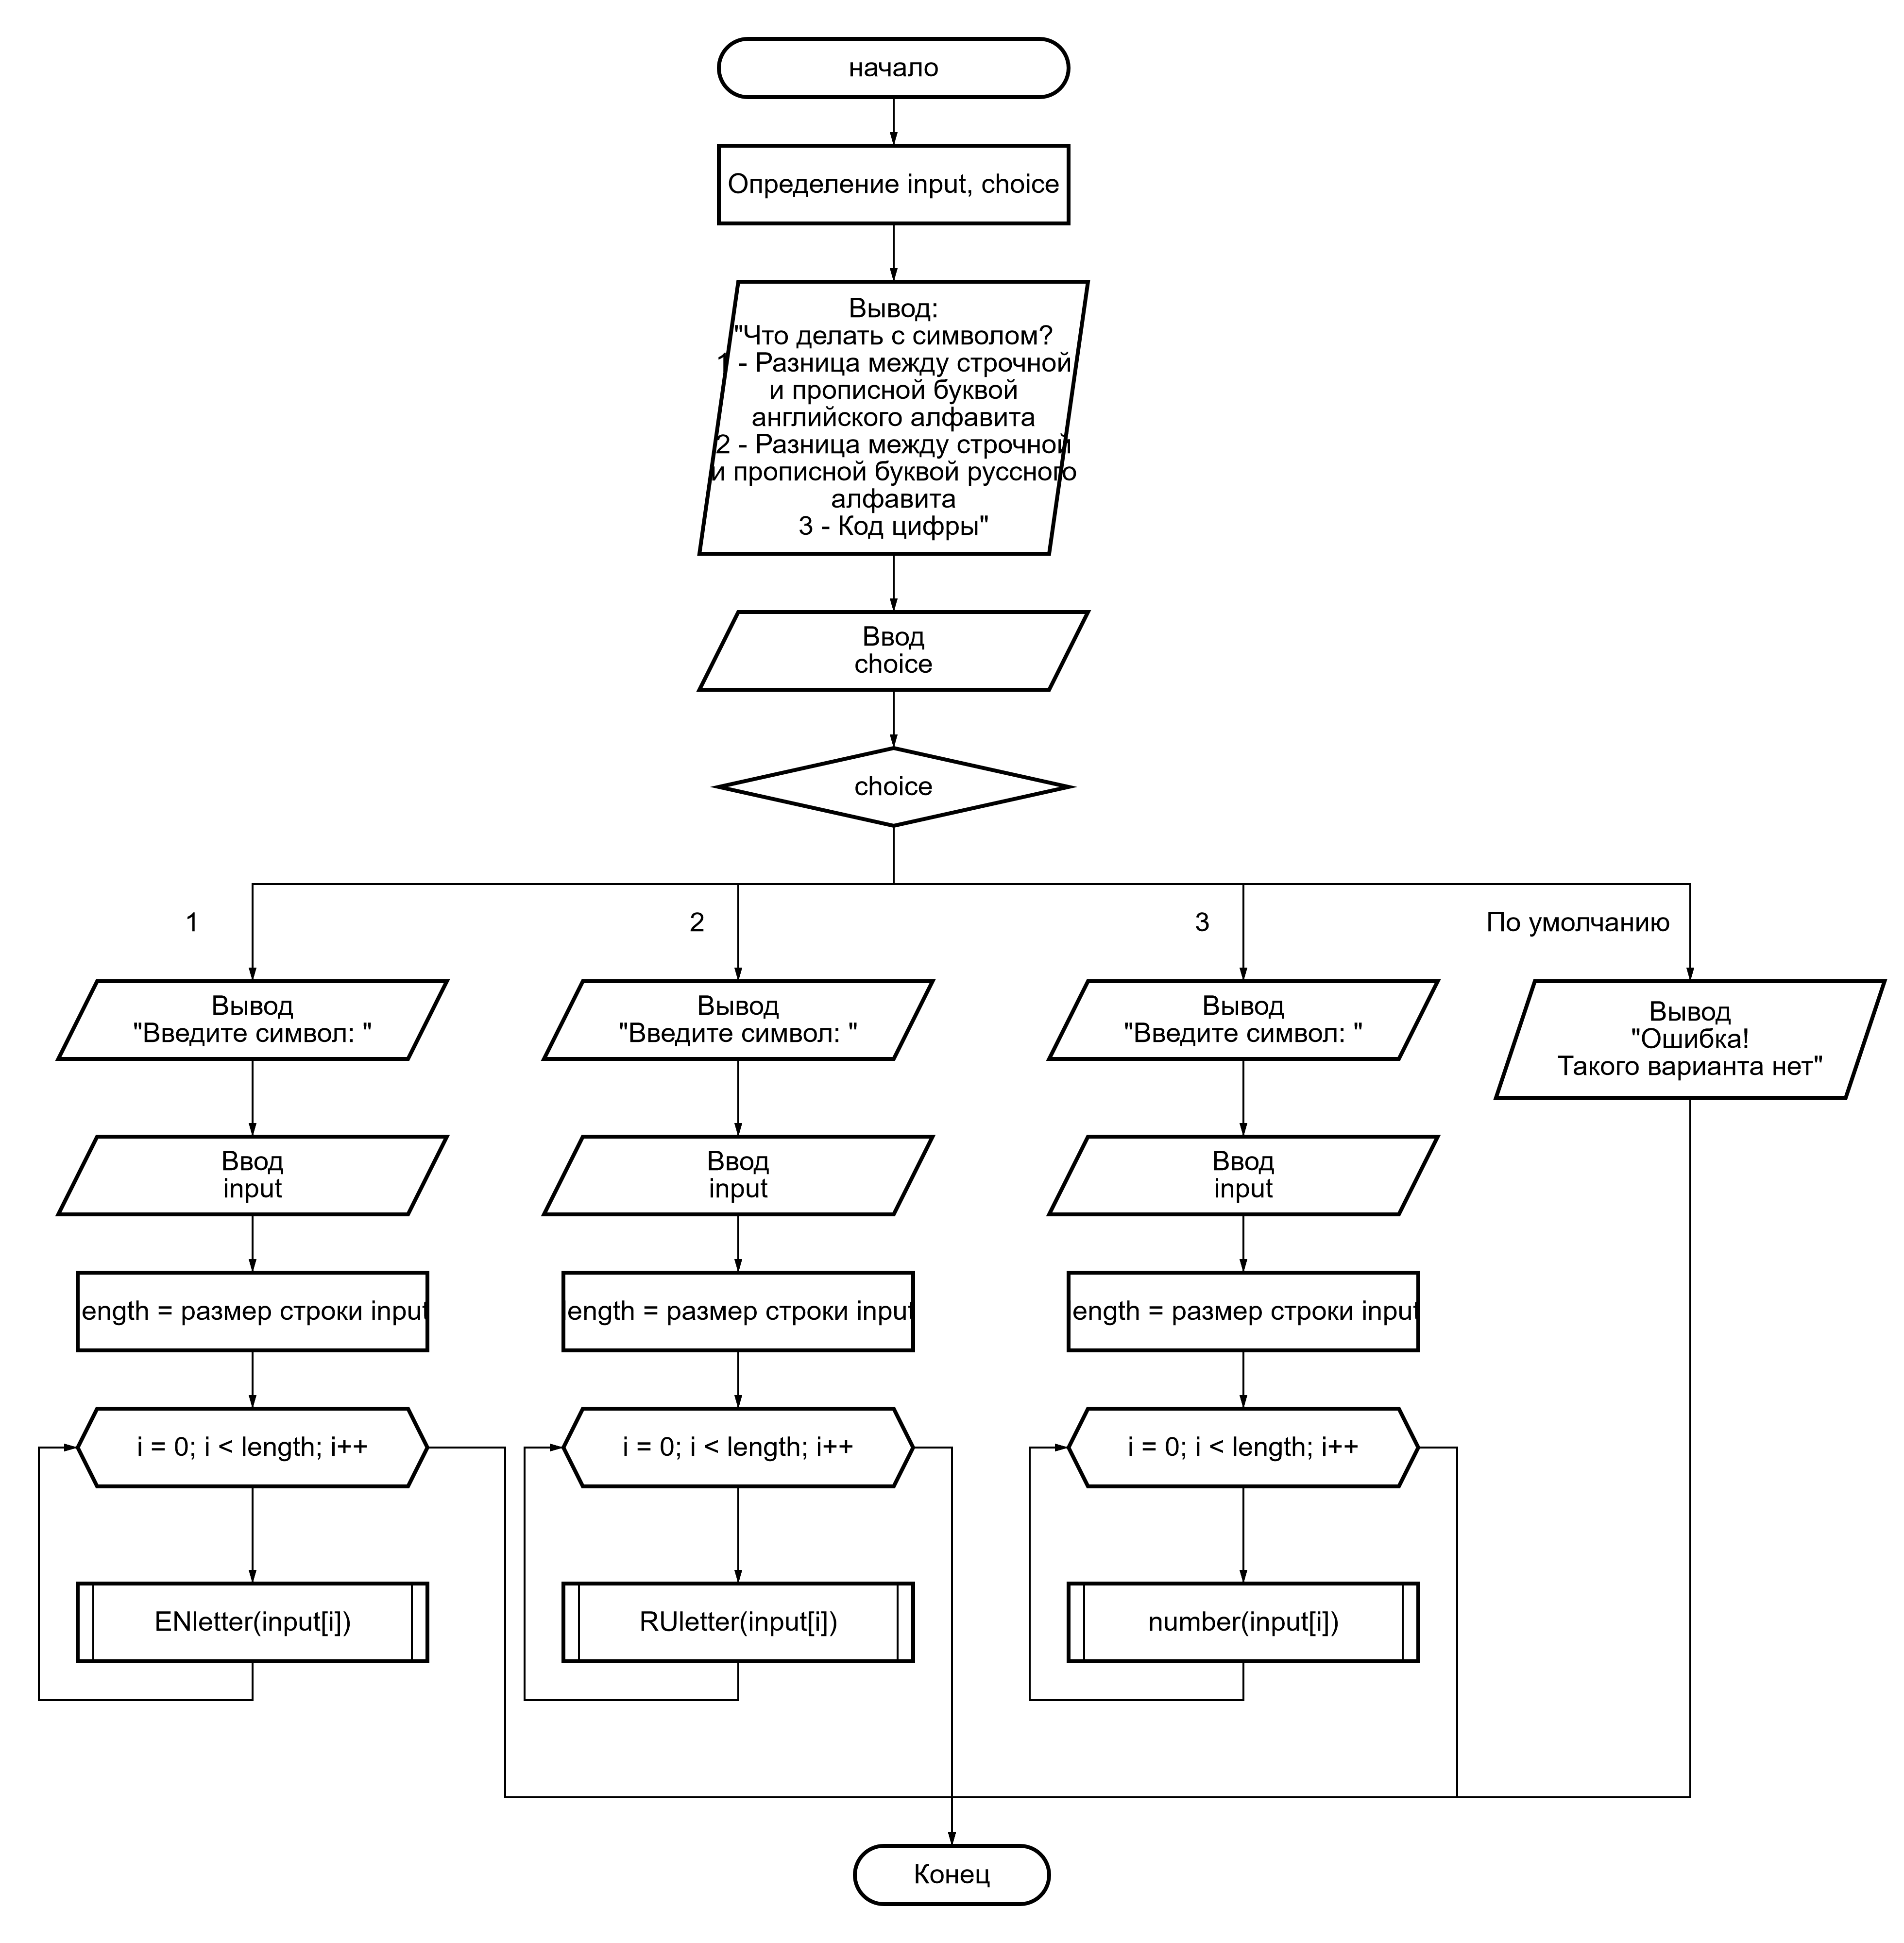 начало
Определение input, choice
Вывод:
"Что делать с символом?
1 - Разница между строчной
и прописной буквой
английского алфавита
2 - Разница между строчной
и прописной буквой русского
алфавита
3 - Код цифры"
Ввод
choice
choice
1
2
3
По умолчанию
Вывод
"Введите символ: "
Вывод
"Введите символ: "
Вывод
"Введите символ: "
Вывод
"Ошибка!
Такого варианта нет"
Ввод
input
Ввод
input
Ввод
input
length = размер строки input
length = размер строки input
length = размер строки input
i = 0; i < length; i++
i = 0; i < length; i++
i = 0; i < length; i++
ENletter(input[i])
RUletter(input[i])
number(input[i])
Конец